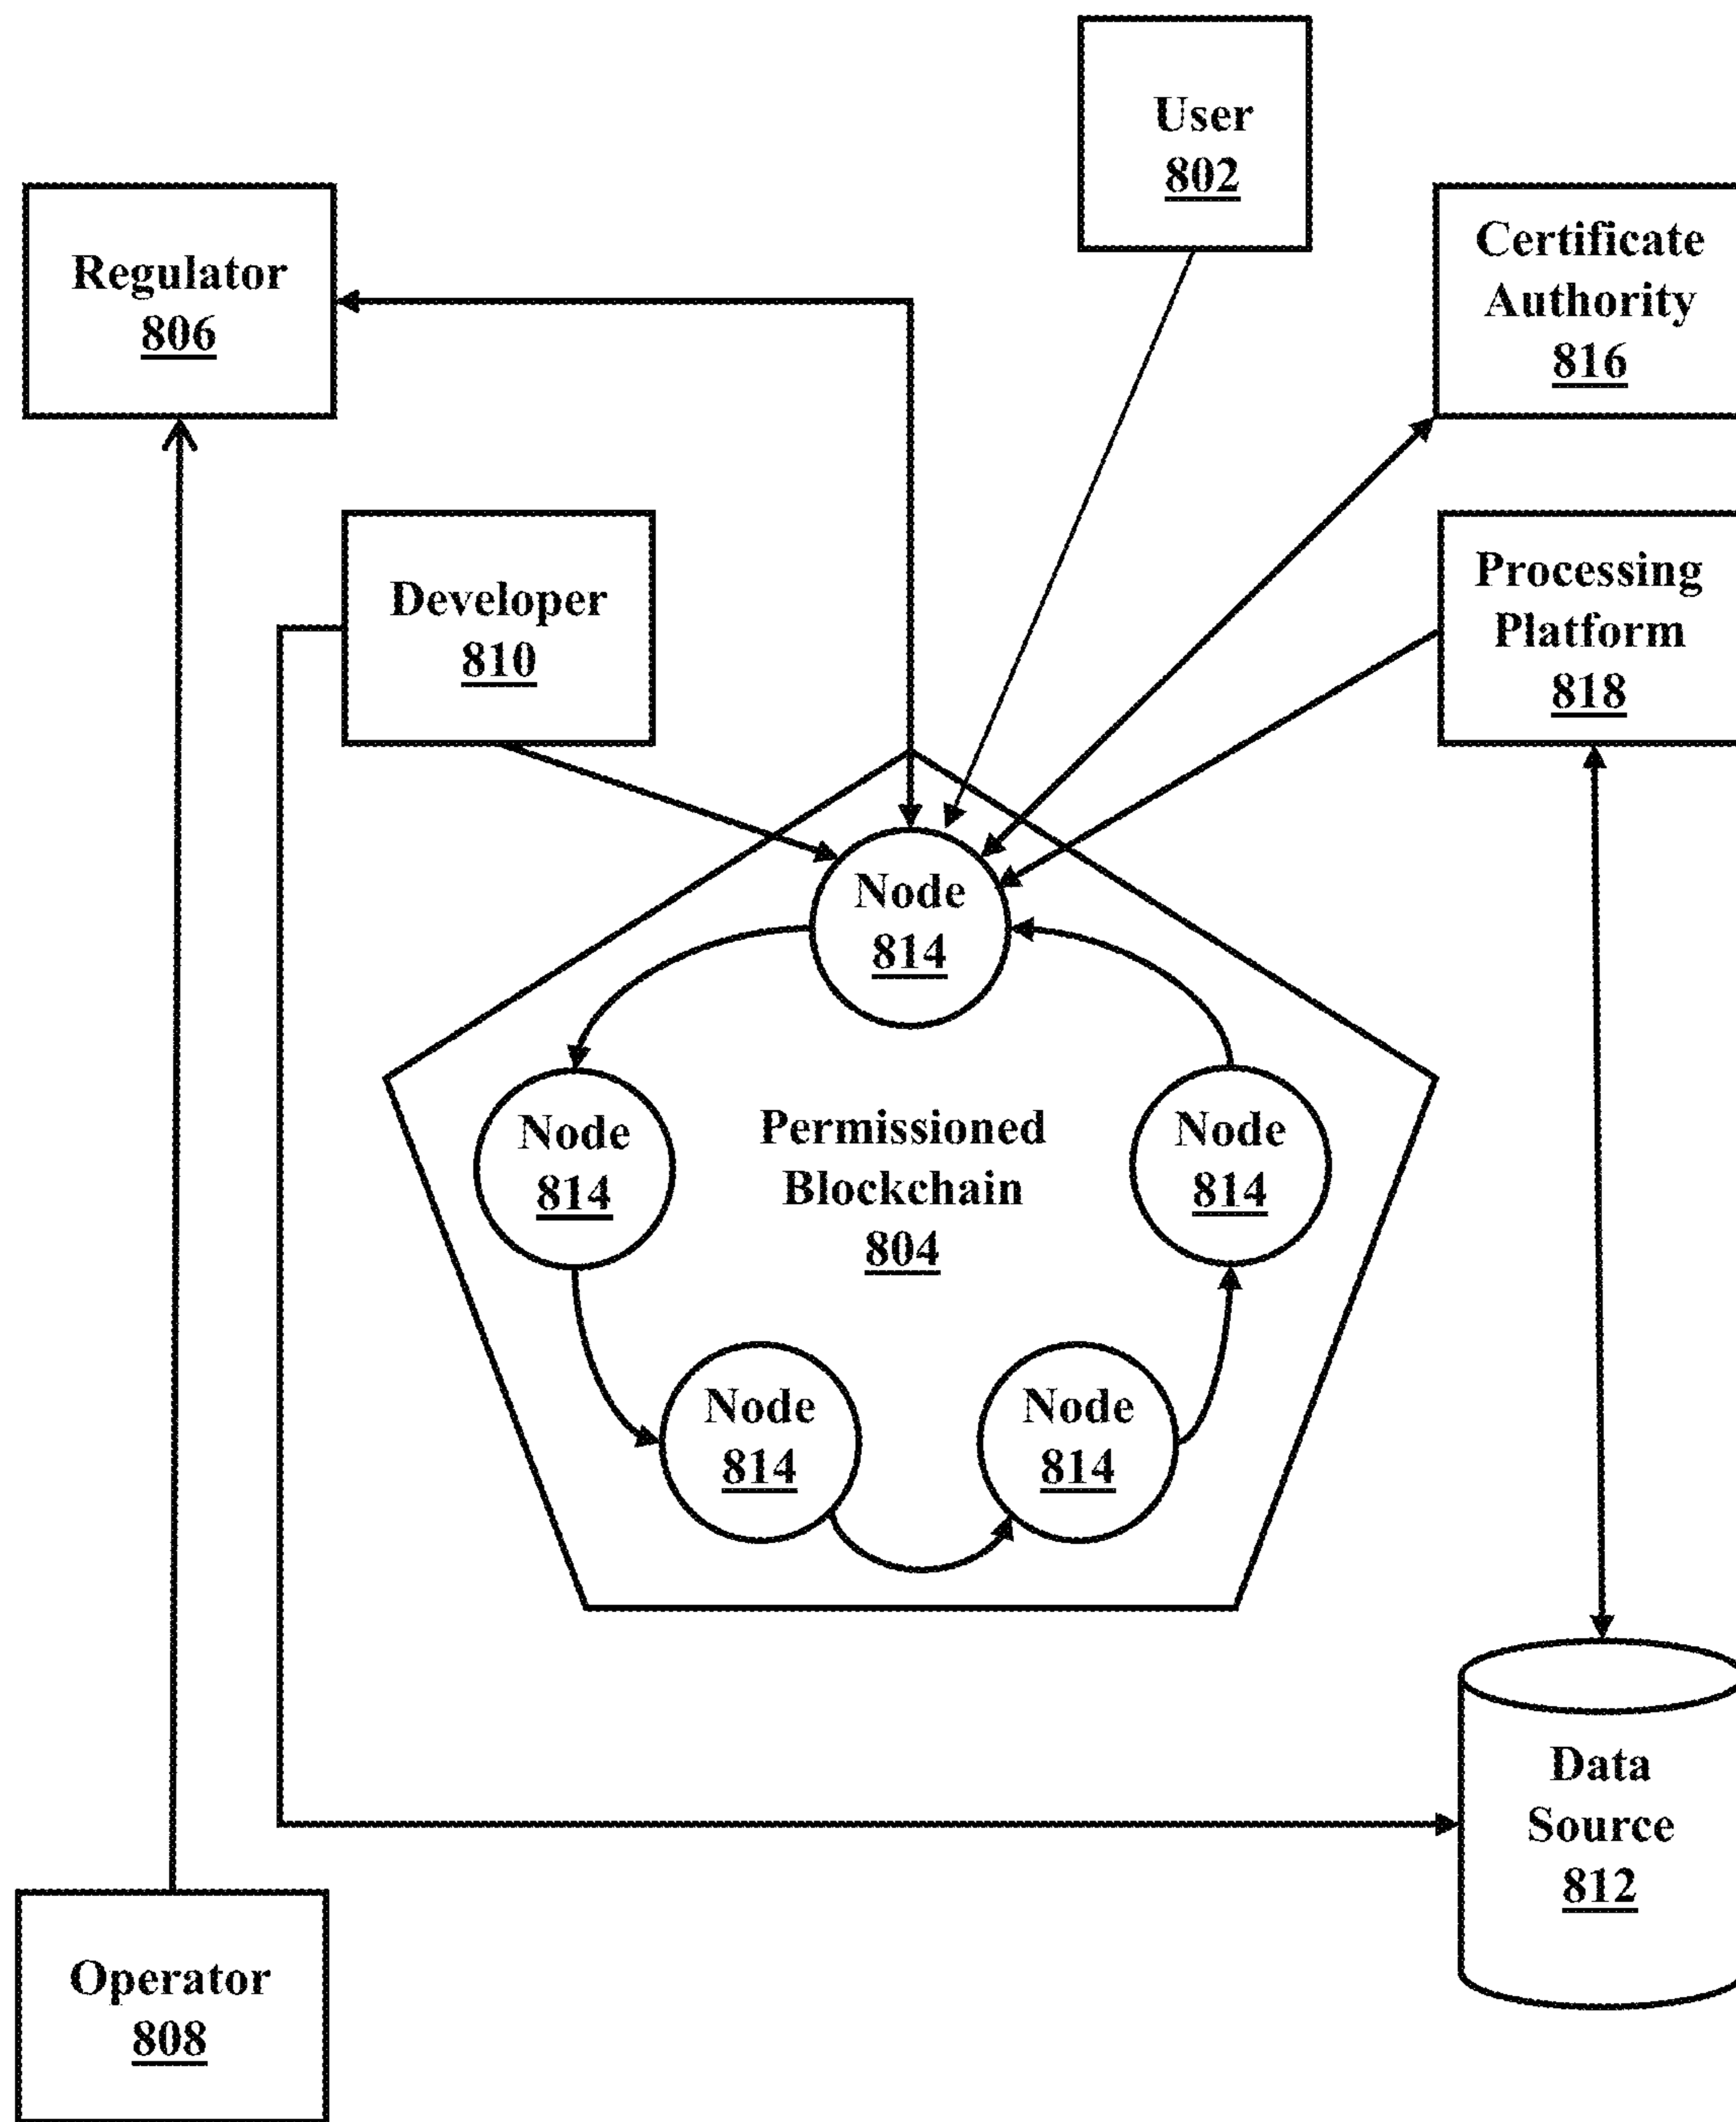 User
802
Regulator
806
Certificate
Authority
816
Developer
810
Processing
Platform
818
Node
814
Node
814
Permissioned
Blockchain
804
Node
814
Node
814
Node
814
Data
Source
812
Operator
808